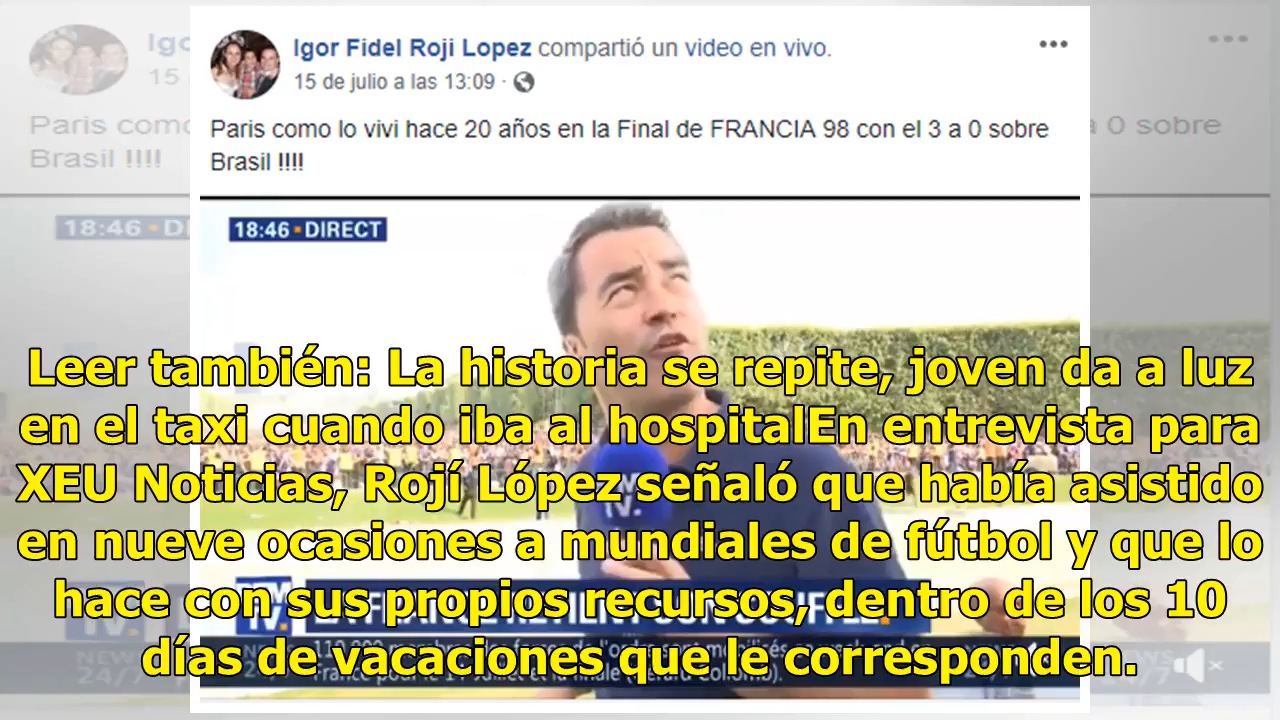 Igor Fidel Roji Lopez compartió un video en vivo.
15 de julio a las 13:09 ·
Paris como lo vivi hace 20 años en la Final de FRANCIA 98 con el 3 a 0 sobre
Brasil !!!!
18:46 DIRECT
Leer también: La historia se repite, joven da a luz
en el taxi cuando iba al hospitalEn entrevista para
XEU Noticias, Rojí López señaló que había asistido
en nueve ocasiones a mundiales de fútbol y que lo
hace con sus propios recursos, dentro de los 10
días de vacaciones que le corresponden.